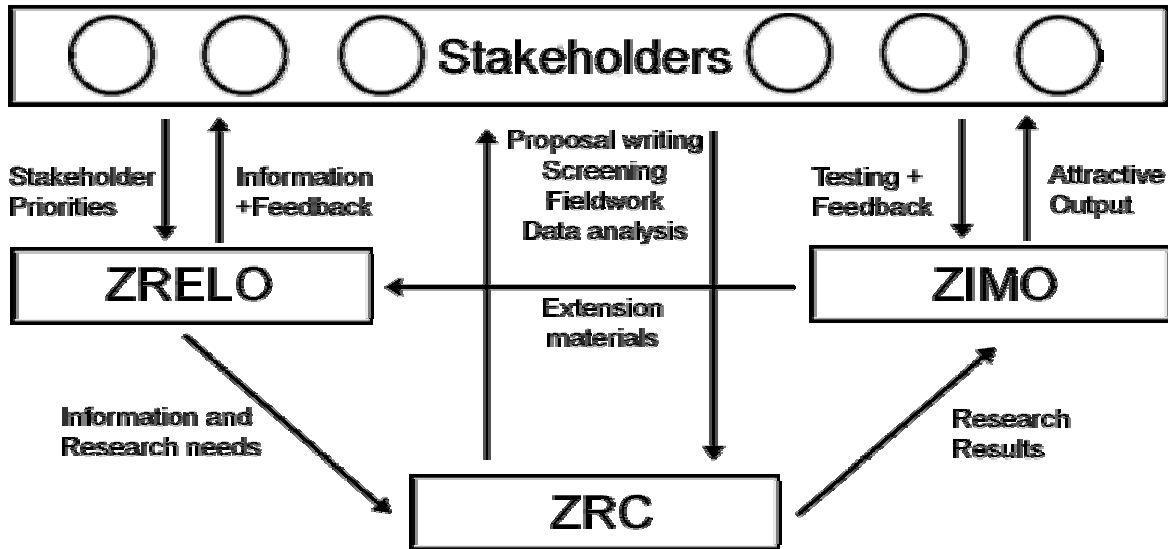 Stakeholders
Stakeholder
Priorities
Information
+Feedback
Proposal writing
Screening
Fieldwork
Data analysis
Testing +
Feedback
Attractive
Output
ZRELO
ZIMO
Extension
materials
Information and
Research needs
Research
Results
ZRC